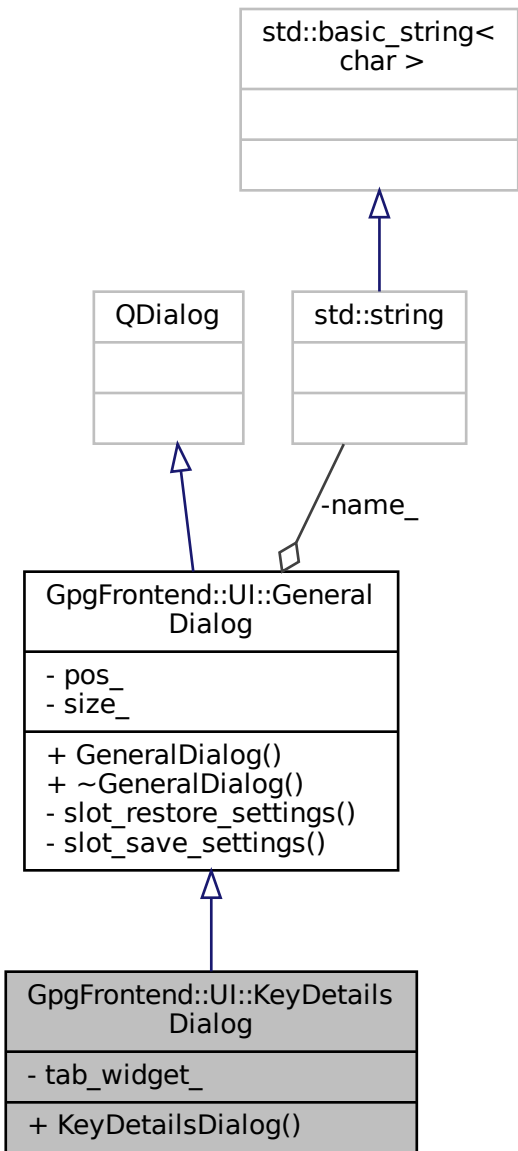 std::basic_string<
char >
QDialog
std::string
-name_
GpgFrontend::UI::General
Dialog
- pos_
- size_
+ GeneralDialog()
+ ~GeneralDialog()
- slot_restore_settings()
- slot_save_settings()
GpgFrontend::UI::KeyDetails
Dialog
- tab_widget_
+ KeyDetailsDialog()